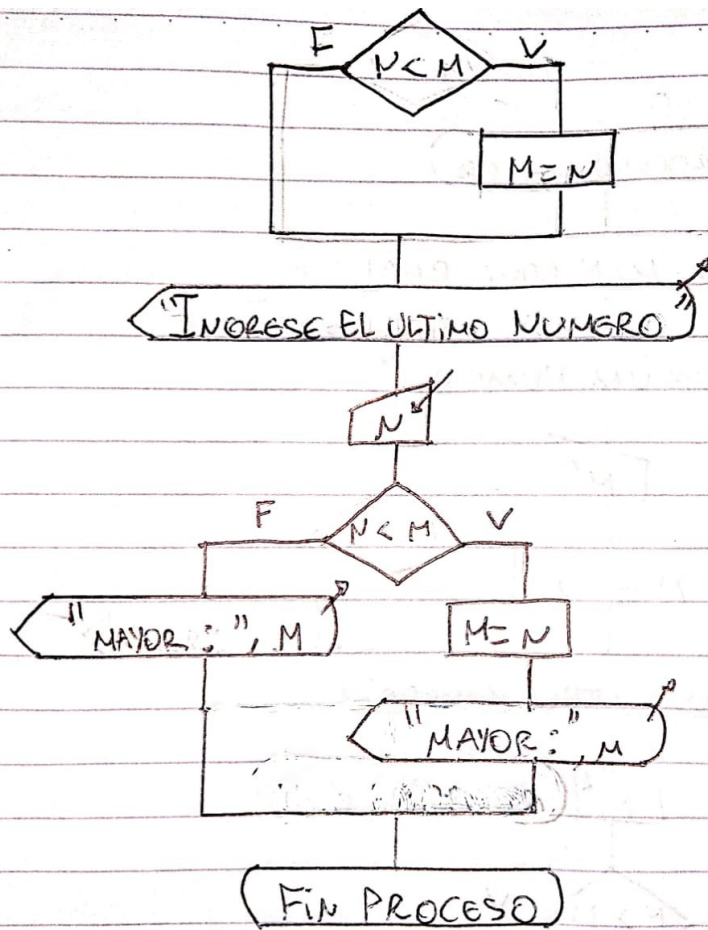 F N < M V
M = N
"INGRESE EL ULTIMO NUMERO"
N
F N < M V
"MAYOR : ", M M = N
"MAYOR : ", M
FIN PROCESO